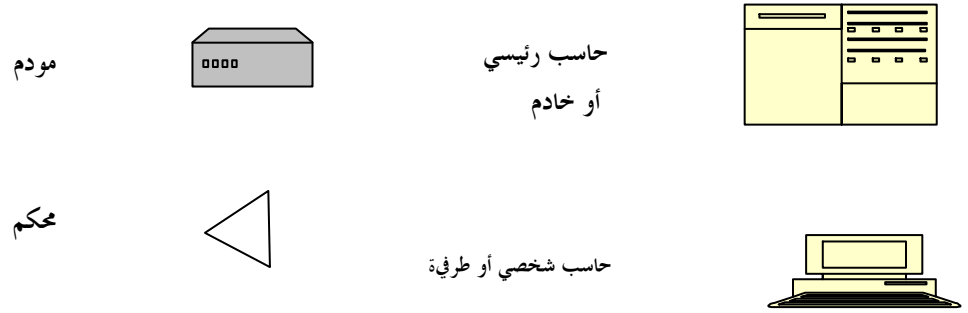 حاسب رئيسي
أو خادم
مودم
حاسب شخصي أو طرفية
محكم